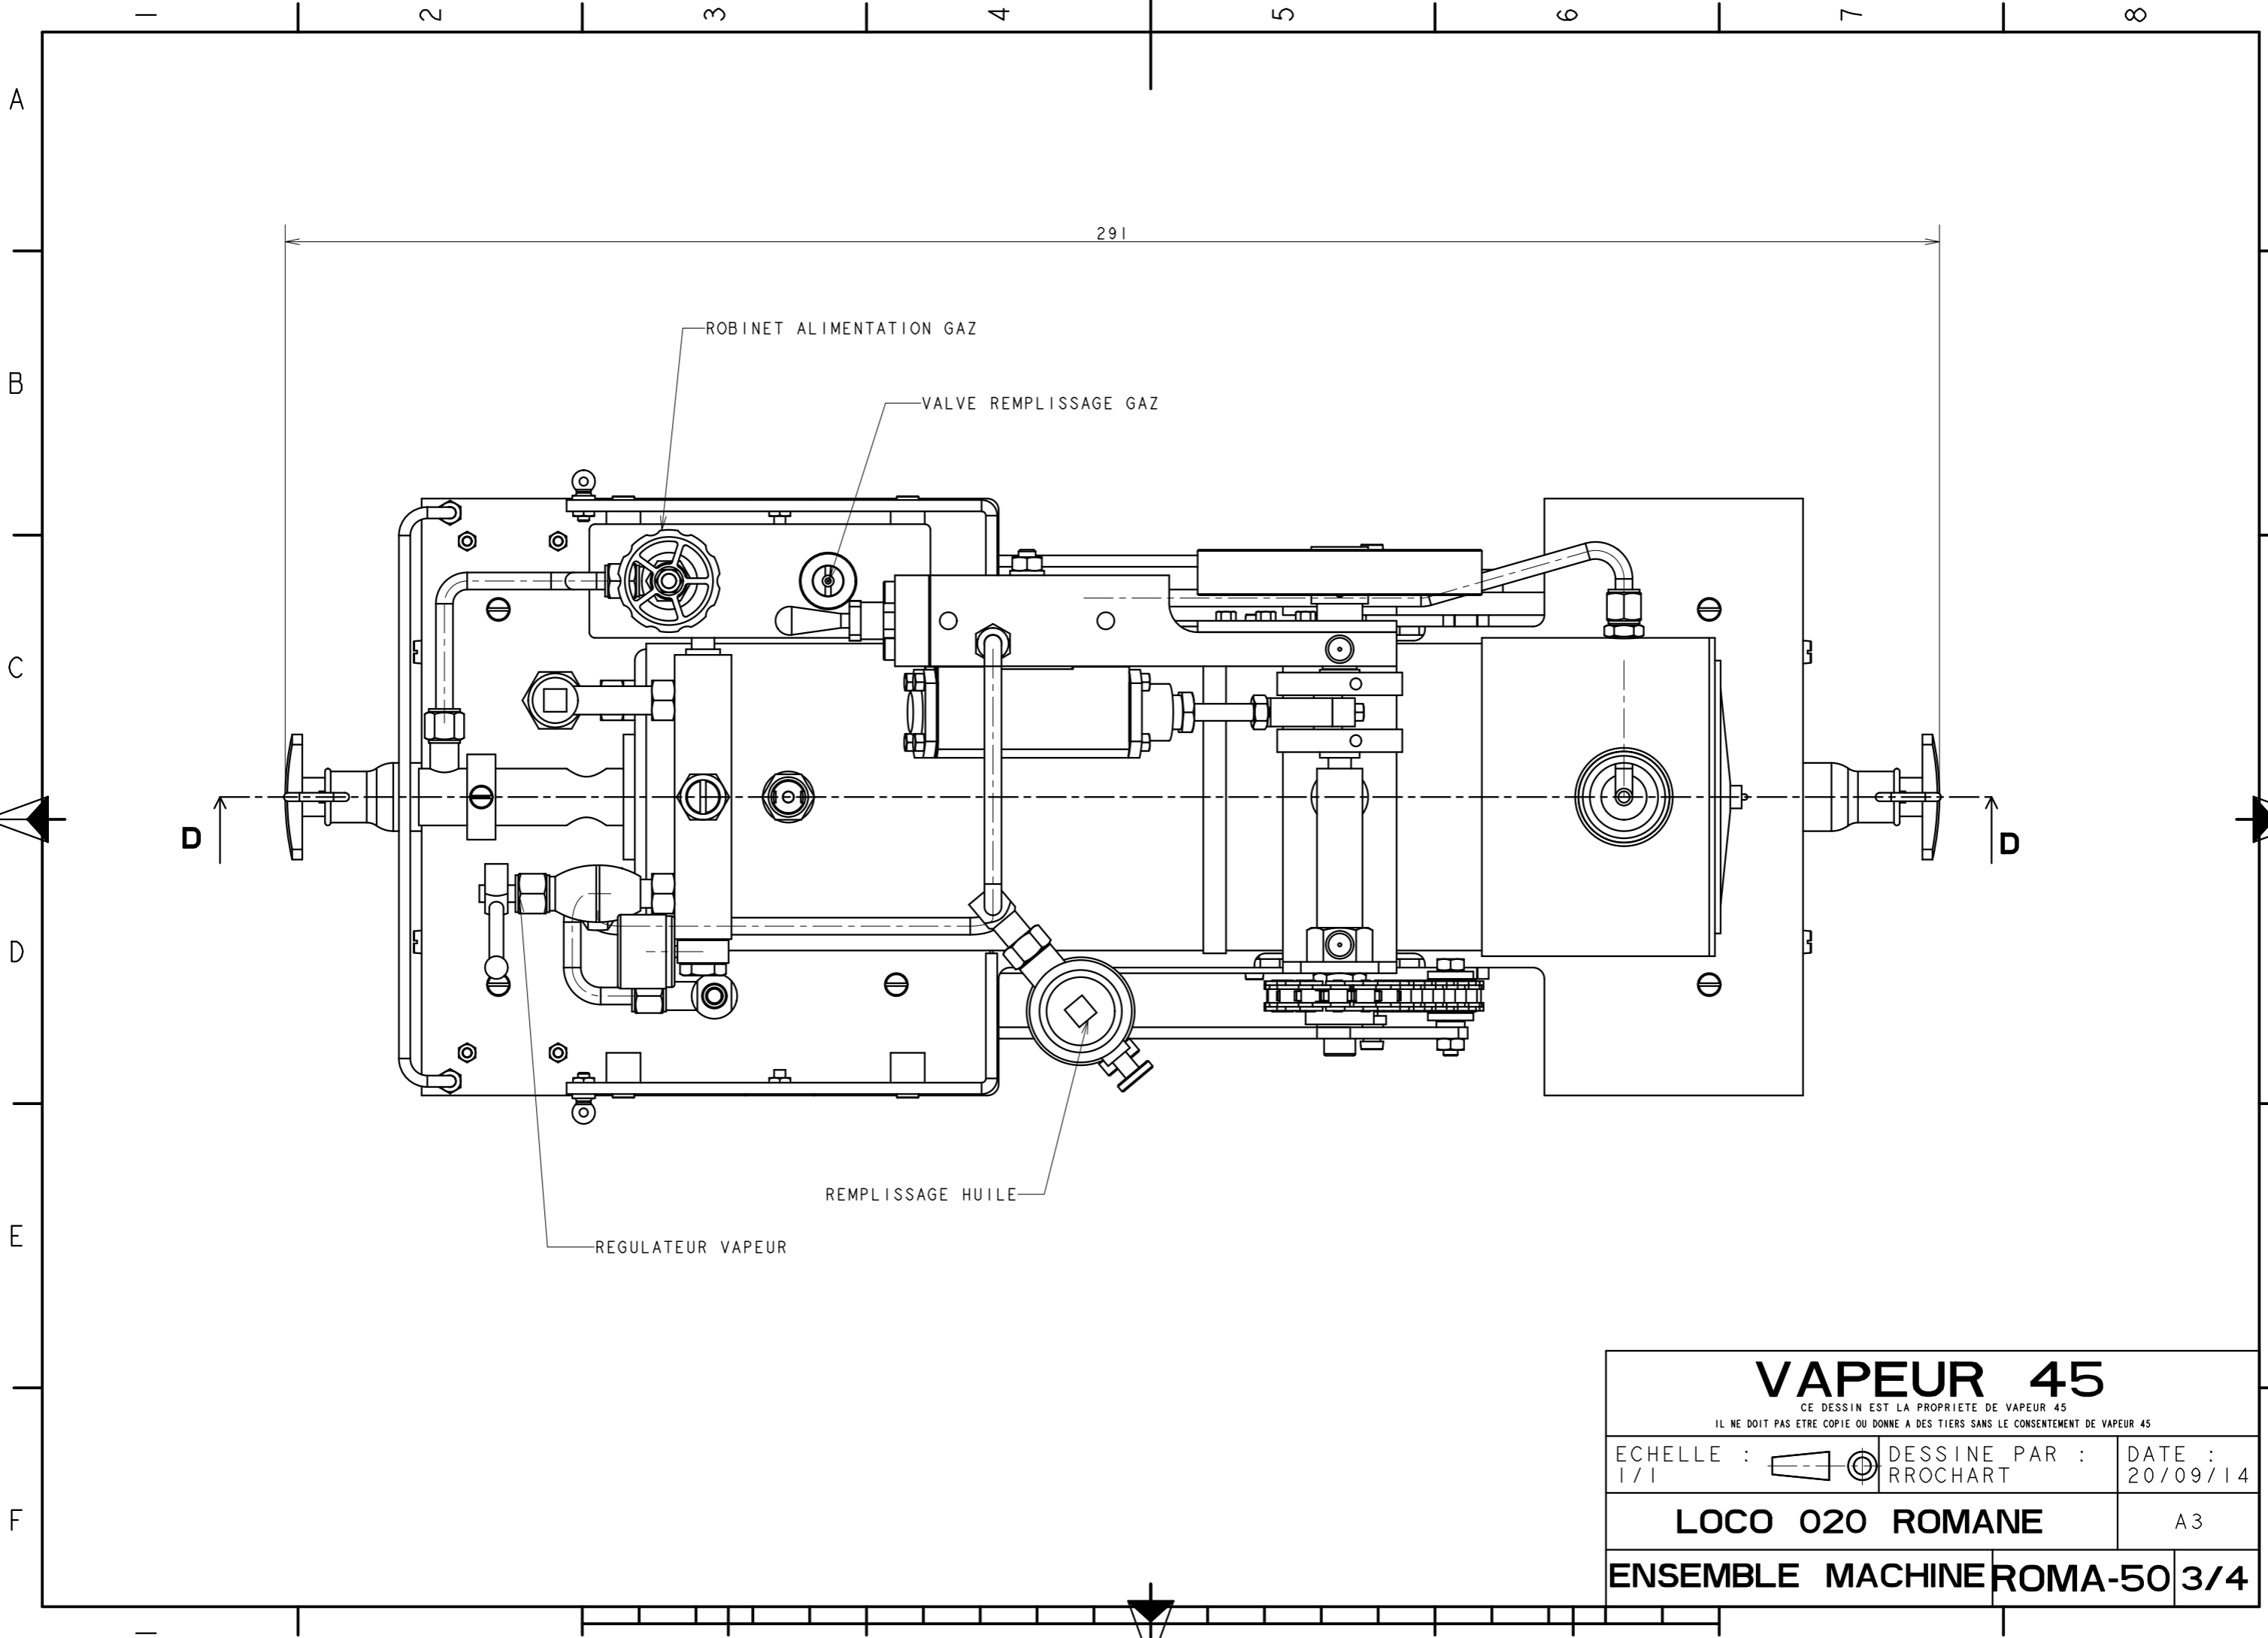 1 2 3 4 5 6 7 8
A
B
C
D
E
F
291
ROBINET ALIMENTATION GAZ
VALVE REMPLISSAGE GAZ
D
D
REMPLISSAGE HUILE
REGULATEUR VAPEUR
VAPEUR 45
CE DESSIN EST LA PROPRIETE DE VAPEUR 45
IL NE DOIT PAS ETRE COPIE OU DONNE A DES TIERS SANS LE CONSENTEMENT DE VAPEUR 45
ECHELLE :
1/1
DESSINE PAR :
RROCHART
DATE :
20/09/14
LOCO 020 ROMANE
A3
ENSEMBLE MACHINE
ROMA-50
3/4
1